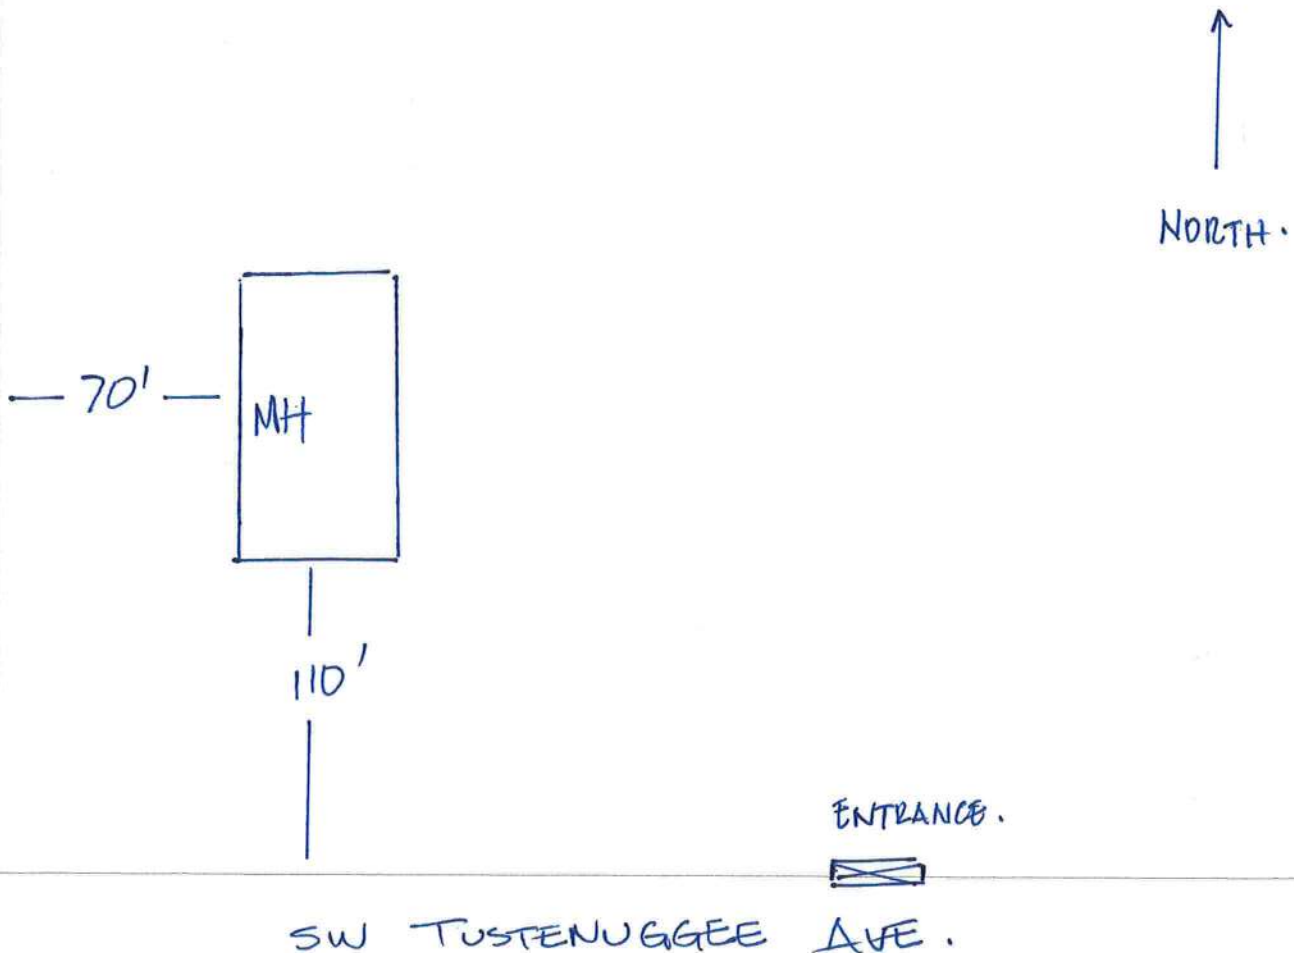 NORTH.
70'
MH
110'
ENTRANCE.
SW TUSTENUGGEE AVE.